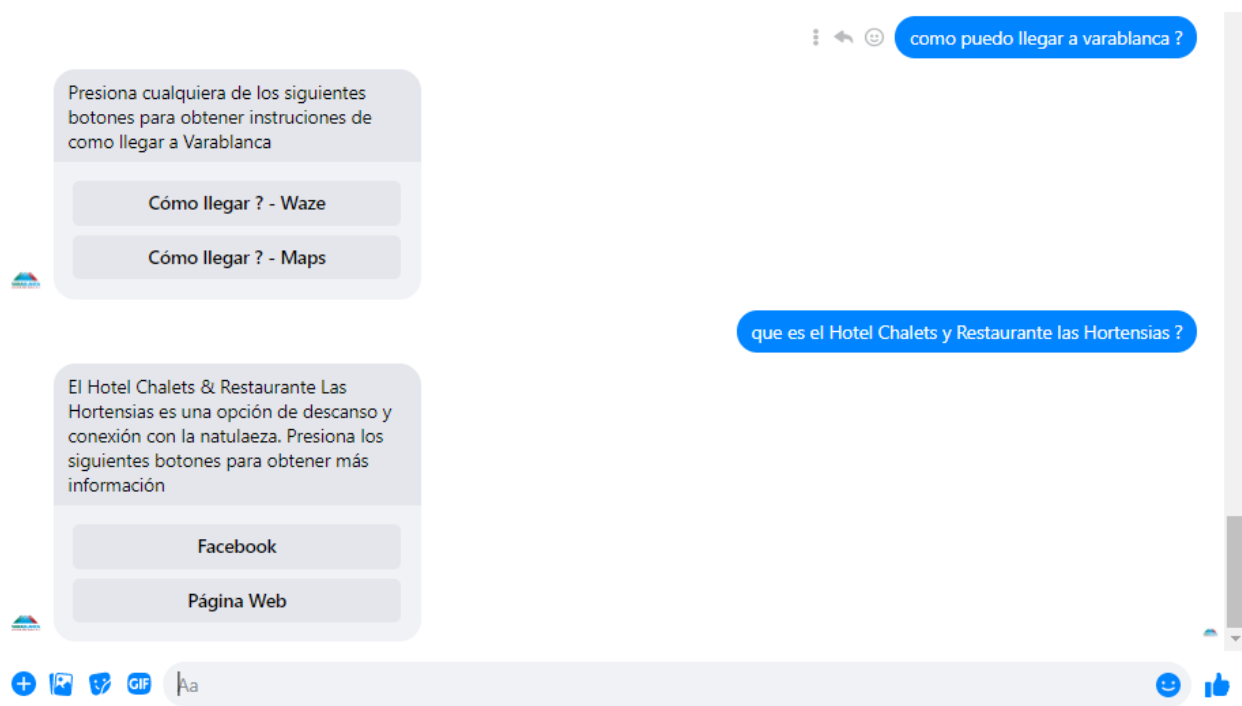 como puedo llegar a varablanca ?
Presiona cualquiera de los siguientes
botones para obtener instruciones de
como llegar a Varablanca
Cómo llegar ? - Waze
Cómo llegar ? - Maps
que es el Hotel Chalets y Restaurante las Hortensias ?
El Hotel Chalets & Restaurante Las
Hortensias es una opción de descanso y
conexión con la natulaeza. Presiona los
siguientes botones para obtener más
información
Facebook
Página Web
GIF
Aa